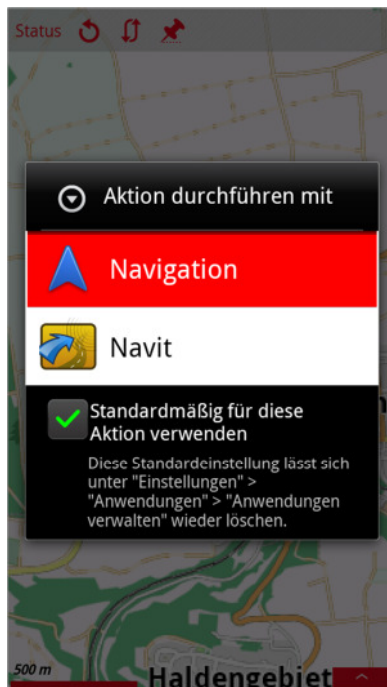 Status
Aktion durchführen mit
Navigation
Navit
Standardmäßig für diese
Aktion verwenden
Diese Standardeinstellung lässt sich
unter "Einstellungen" >
"Anwendungen" > "Anwendungen
verwalten" wieder löschen.
500 m
Haldengebiet